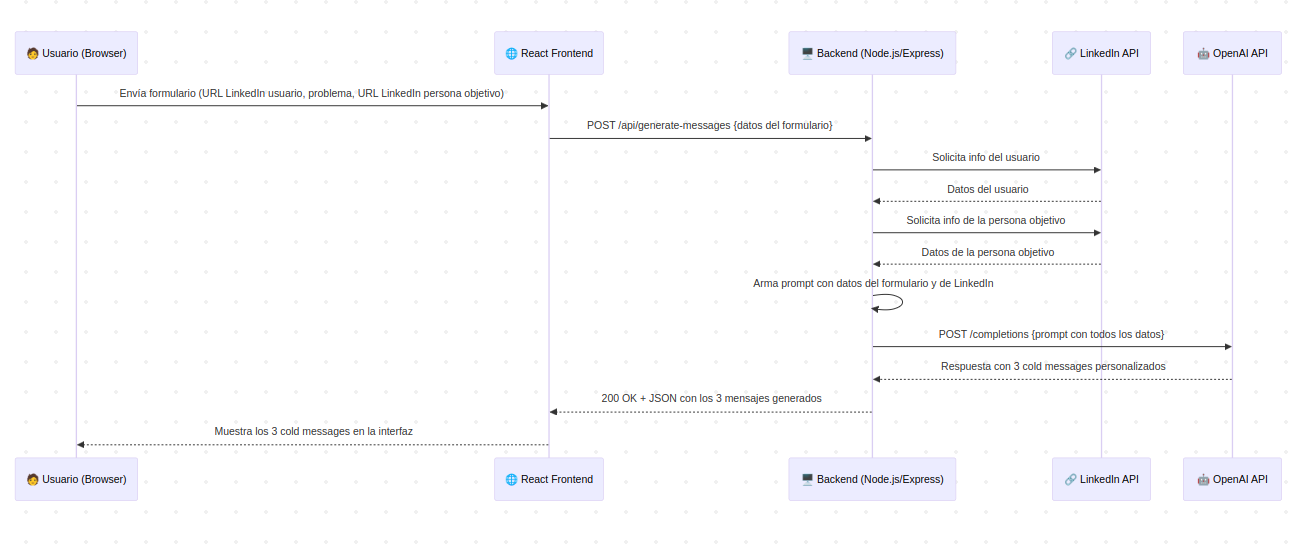 🧑 Usuario (Browser)
🌐 React Frontend
🖥️ Backend (Node.js/Express)
🔗 LinkedIn API
🤖 OpenAI API
Envía formulario (URL LinkedIn usuario, problema, URL LinkedIn persona objetivo)
POST /api/generate-messages {datos del formulario}
Solicita info del usuario
Datos del usuario
Solicita info de la persona objetivo
Datos de la persona objetivo
Arma prompt con datos del formulario y de LinkedIn
POST /completions {prompt con todos los datos}
Respuesta con 3 cold messages personalizados
200 OK + JSON con los 3 mensajes generados
Muestra los 3 cold messages en la interfaz
🧑 Usuario (Browser)
🌐 React Frontend
🖥️ Backend (Node.js/Express)
🔗 LinkedIn API
🤖 OpenAI API